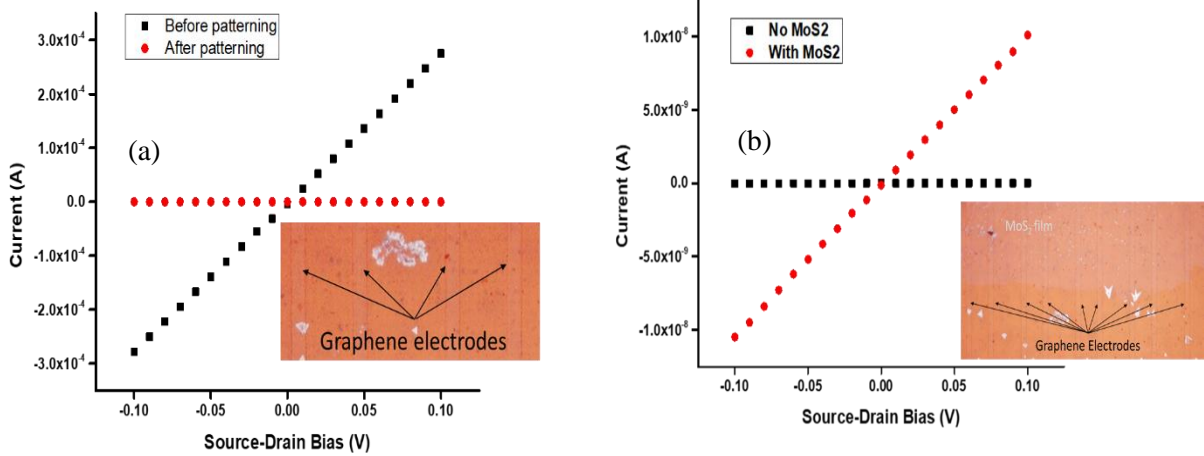 Before patterning
After patterning
3.0x10⁻⁴
2.0x10⁻⁴
1.0x10⁻⁴
0.0
-1.0x10⁻⁴
-2.0x10⁻⁴
-3.0x10⁻⁴
Current (A)
(a)
Graphene electrodes
-0.10
-0.05
0.00
0.05
0.10
Source-Drain Bias (V)
No MoS2
With MoS2
1.0x10⁻⁸
5.0x10⁻⁹
0.0
-5.0x10⁻⁹
-1.0x10⁻⁸
Current (A)
(b)
MoS₂ film
Graphene Electrodes
-0.10
-0.05
0.00
0.05
0.10
Source-Drain Bias (V)